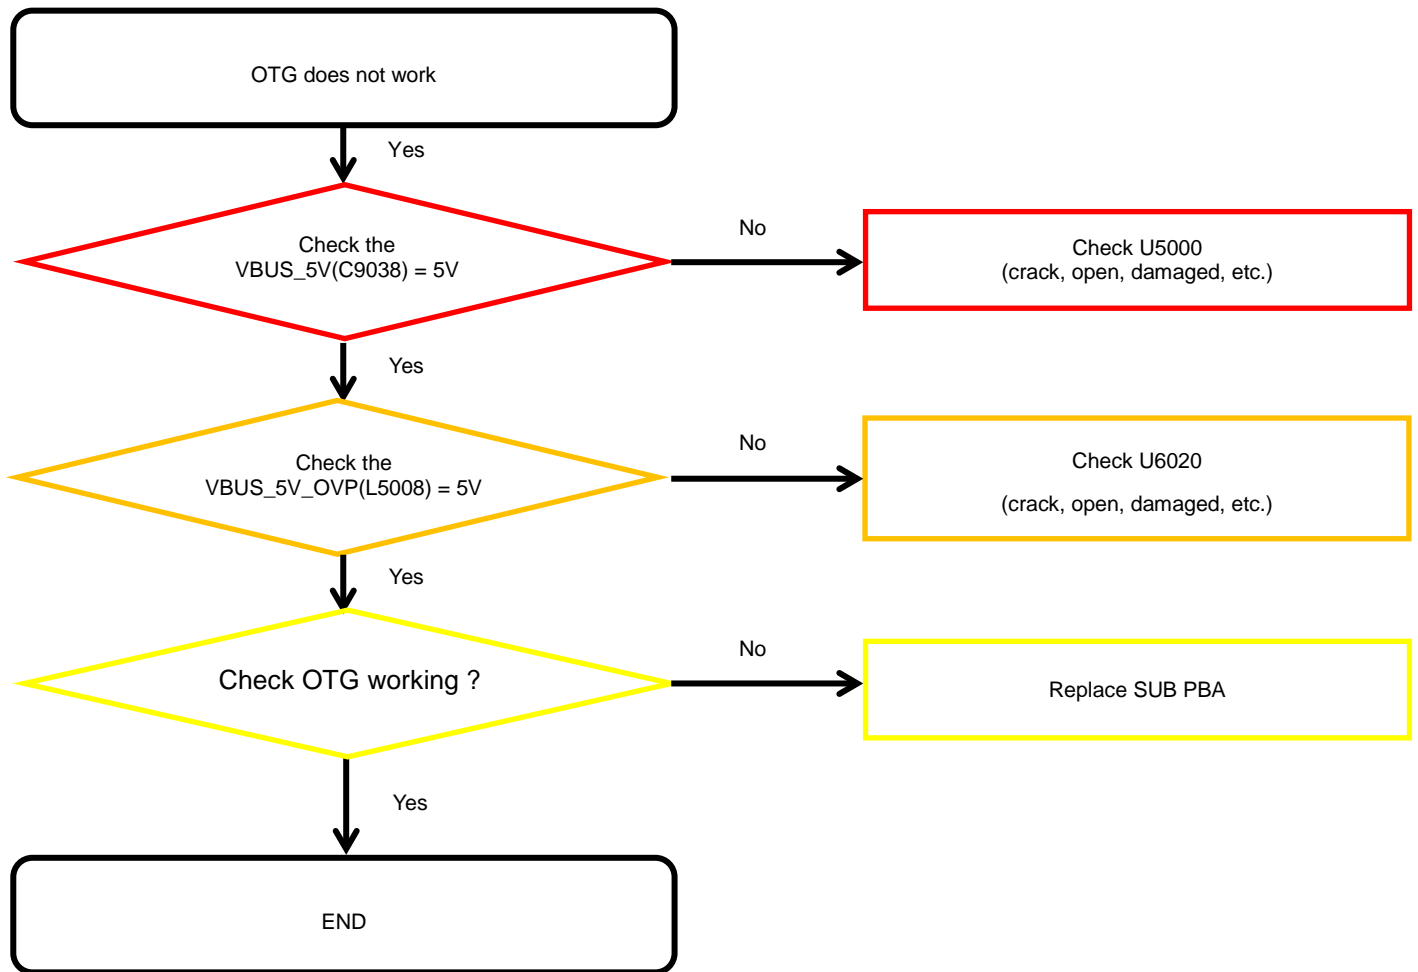 OTG does not work
Yes
Check the
VBUS_5V(C9038) = 5V
No
Check U5000
(crack, open, damaged, etc.)
Yes
Check the
VBUS_5V_OVP(L5008) = 5V
No
Check U6020
(crack, open, damaged, etc.)
Yes
Check OTG working ?
No
Replace SUB PBA
Yes
END